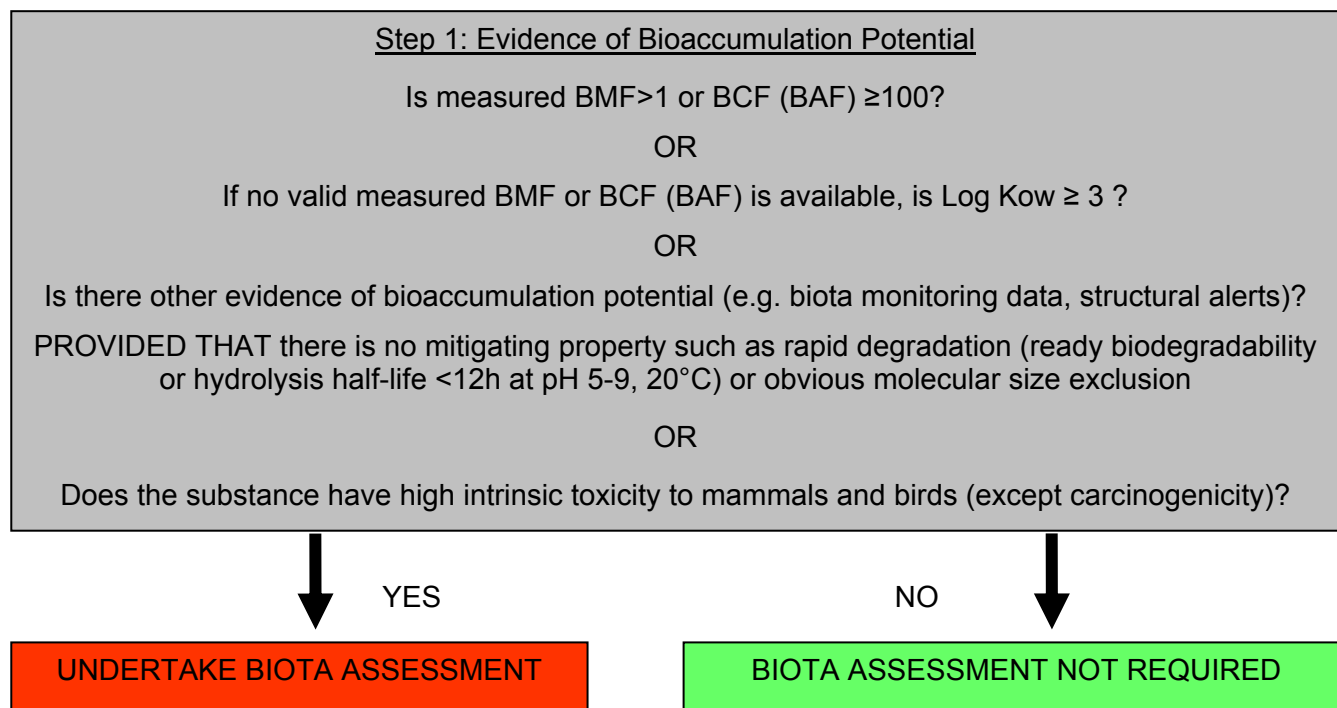 Step 1: Evidence of Bioaccumulation Potential
Is measured BMF>1 or BCF (BAF) ≥100?
OR
If no valid measured BMF or BCF (BAF) is available, is Log Kow ≥ 3 ?
OR
Is there other evidence of bioaccumulation potential (e.g. biota monitoring data, structural alerts)?
PROVIDED THAT there is no mitigating property such as rapid degradation (ready biodegradability
or hydrolysis half-life <12h at pH 5-9, 20°C) or obvious molecular size exclusion
OR
Does the substance have high intrinsic toxicity to mammals and birds (except carcinogenicity)?
YES
NO
UNDERTAKE BIOTA ASSESSMENT
BIOTA ASSESSMENT NOT REQUIRED